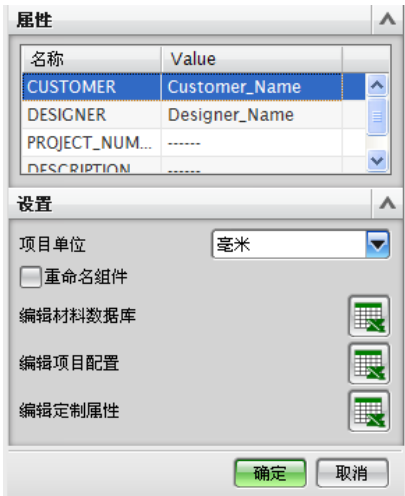 属性
名称 Value
CUSTOMER Customer_Name
DESIGNER Designer_Name
PROJECT_NUM... ------
DESCRIPTION ------
设置
项目单位 毫米
重命名组件
编辑材料数据库
编辑项目配置
编辑定制属性
确定 取消